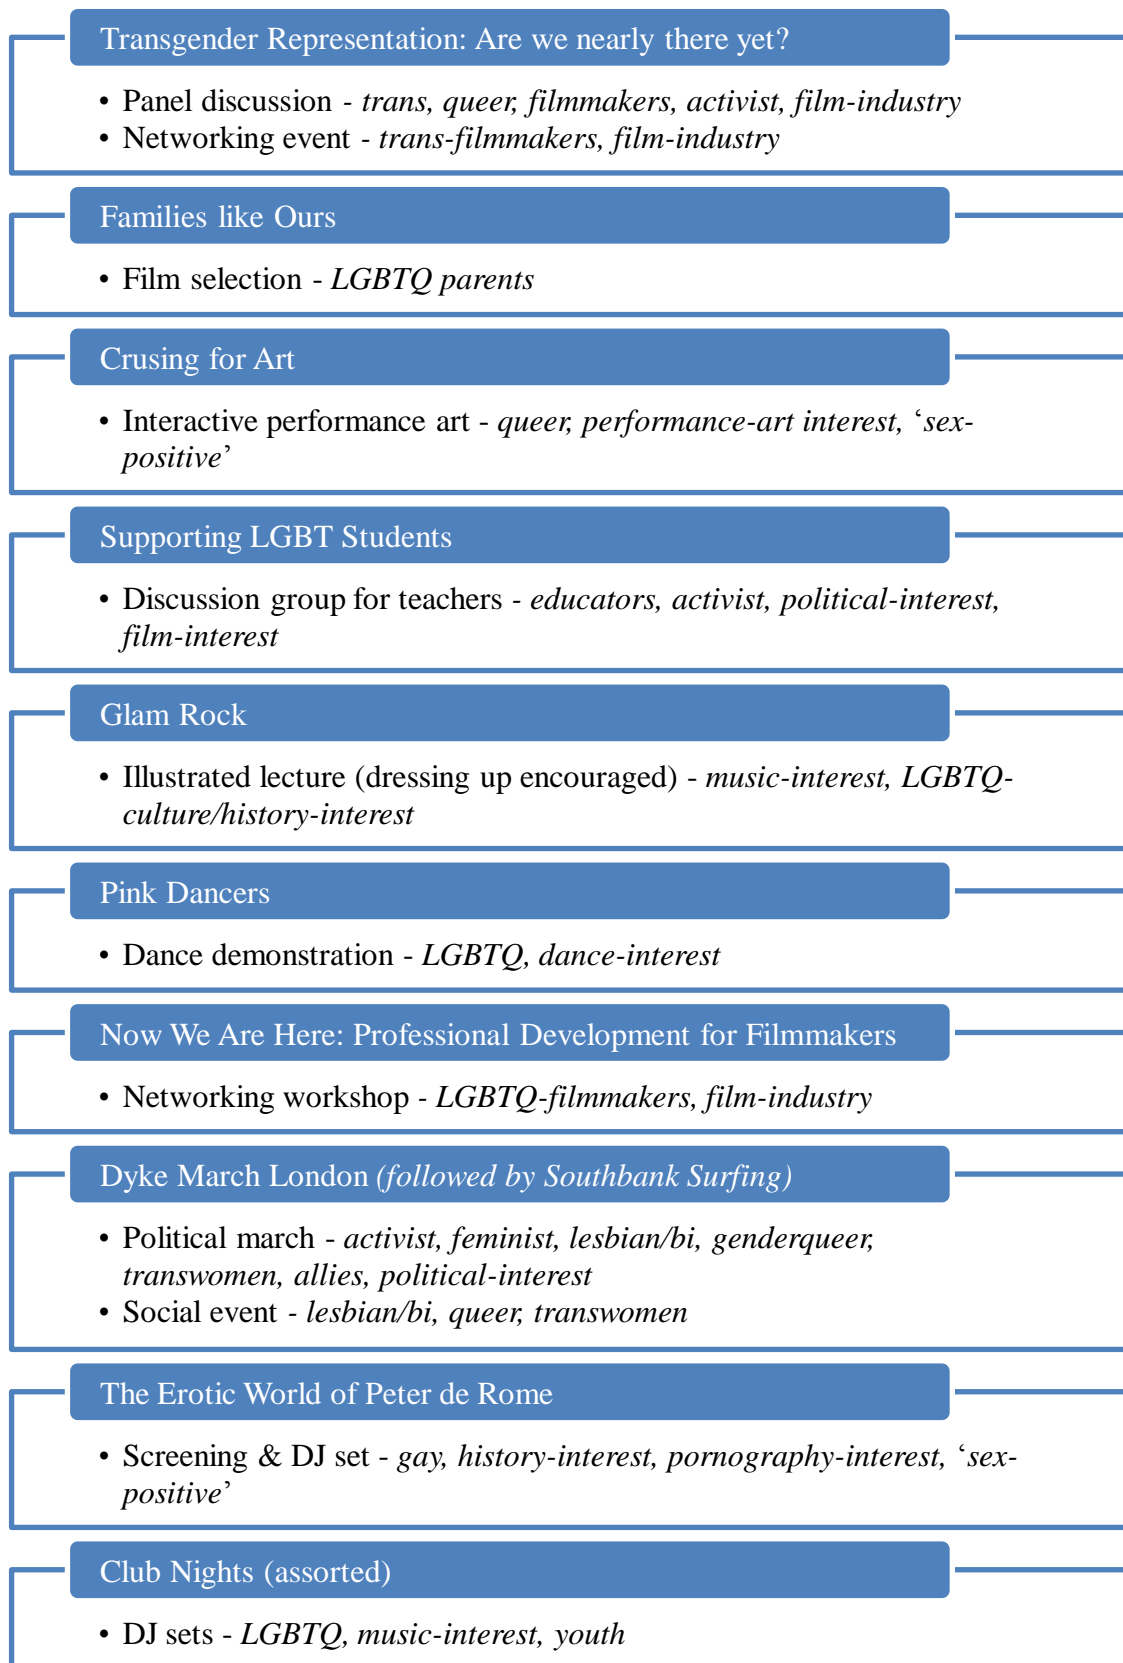 Transgender Representation: Are we nearly there yet?
• Panel discussion - trans, queer, filmmakers, activist, film-industry
• Networking event - trans-filmmakers, film-industry
Families like Ours
• Film selection - LGBTQ parents
Crusing for Art
• Interactive performance art - queer, performance-art interest, ‘sex-
positive’
Supporting LGBT Students
• Discussion group for teachers - educators, activist, political-interest,
film-interest
Glam Rock
• Illustrated lecture (dressing up encouraged) - music-interest, LGBTQ-
culture/history-interest
Pink Dancers
• Dance demonstration - LGBTQ, dance-interest
Now We Are Here: Professional Development for Filmmakers
• Networking workshop - LGBTQ-filmmakers, film-industry
Dyke March London (followed by Southbank Surfing)
• Political march - activist, feminist, lesbian/bi, genderqueer,
transwomen, allies, political-interest
• Social event - lesbian/bi, queer, transwomen
The Erotic World of Peter de Rome
• Screening & DJ set - gay, history-interest, pornography-interest, ‘sex-
positive’
Club Nights (assorted)
• DJ sets - LGBTQ, music-interest, youth